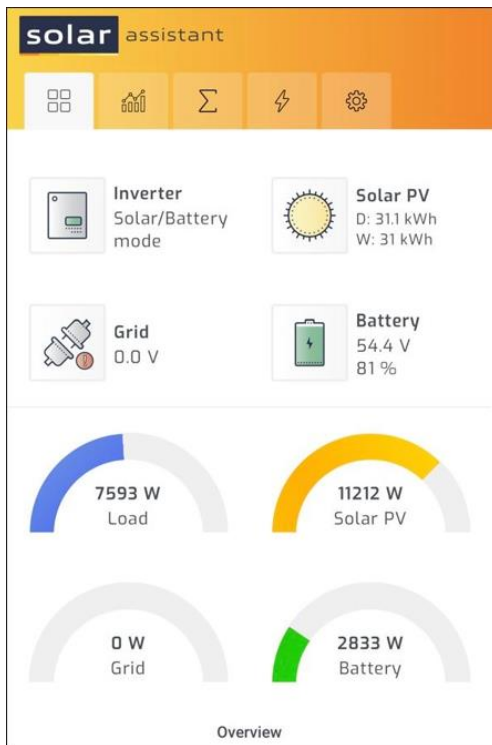 solar assistant
Inverter
Solar/Battery
mode
Solar PV
D: 31.1 kWh
W: 31 kWh
Grid
0.0 V
Battery
54.4 V
81 %
7593 W
Load
11212 W
Solar PV
0 W
Grid
2833 W
Battery
Overview